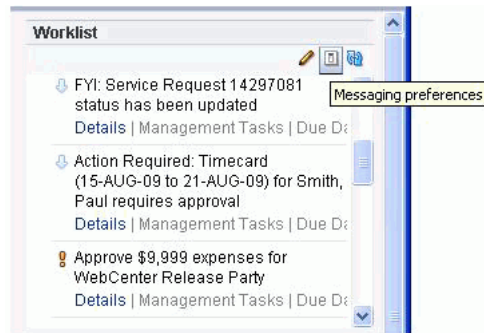 Worklist
FYI: Service Request 14297081
status has been updated
Messaging preferences
Details | Management Tasks | Due Da
Action Required: Timecard
(15-AUG-09 to 21-AUG-09) for Smith,
Paul requires approval
Details | Management Tasks | Due Da
Approve $9,999 expenses for
WebCenter Release Party
Details | Management Tasks | Due Da